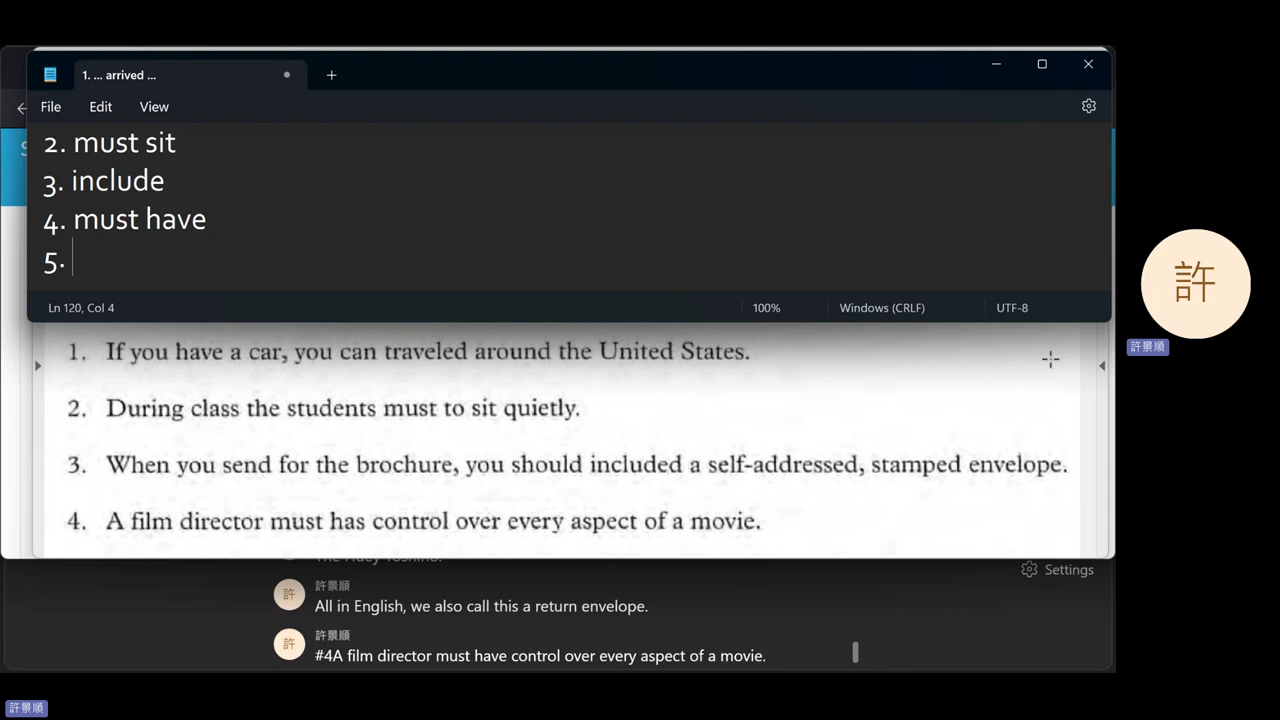 1. ... arrived ...
File Edit View
2. must sit
3. include
4. must have
5.
Ln 120, Col 4 100% Windows (CRLF) UTF-8
1. If you have a car, you can traveled around the United States.
2. During class the students must to sit quietly.
3. When you send for the brochure, you should included a self-addressed, stamped envelope.
4. A film director must has control over every aspect of a movie.
Settings
許 許景順
All in English, we also call this a return envelope.
許 許景順
#4A film director must have control over every aspect of a movie.
許
許景順
許景順